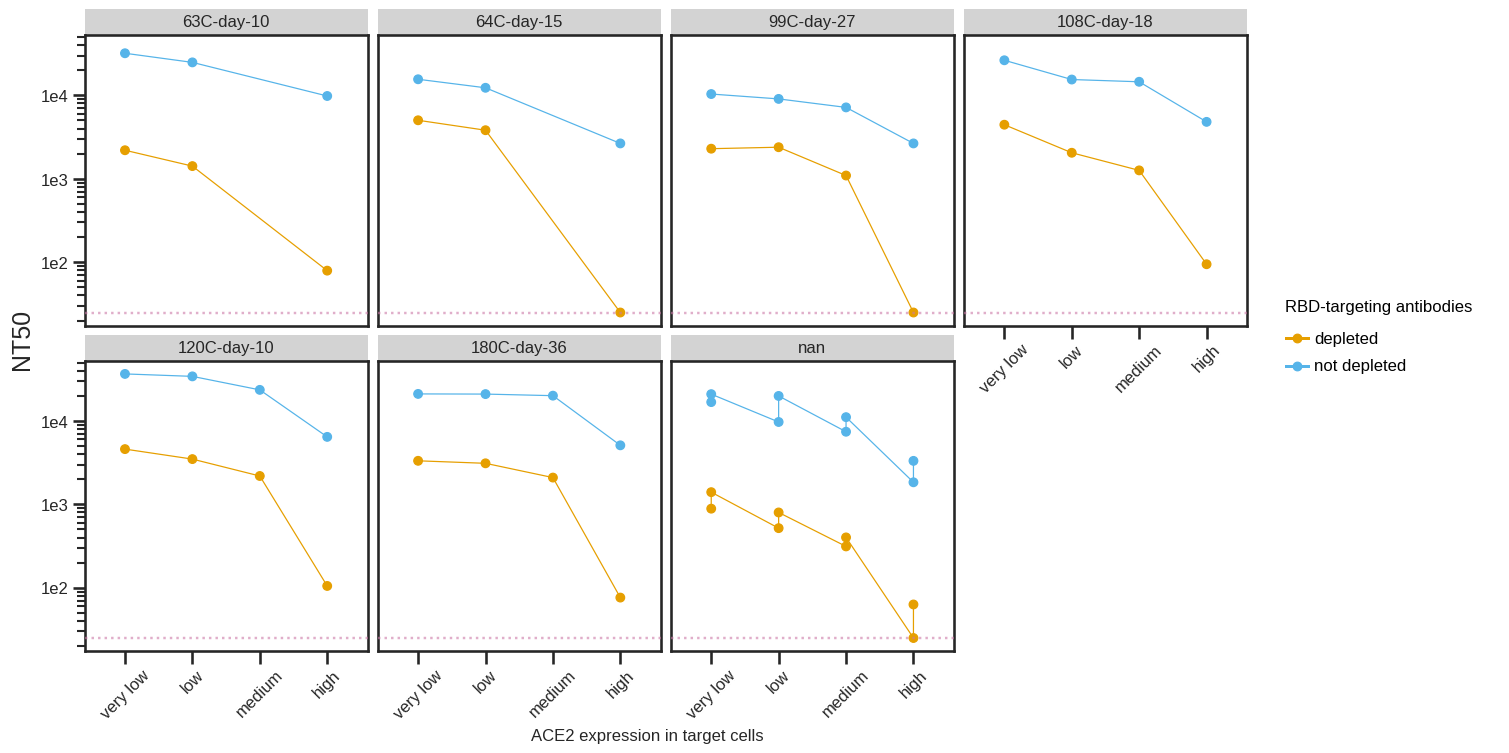 63C-day-10 64C-day-15 99C-day-27 108C-day-18
1e4
1e3
1e2
NT50
very low low medium high
RBD-targeting antibodies
depleted
not depleted
120C-day-10 180C-day-36 nan
1e4
1e3
1e2
very low low medium high very low low medium high very low low medium high
ACE2 expression in target cells